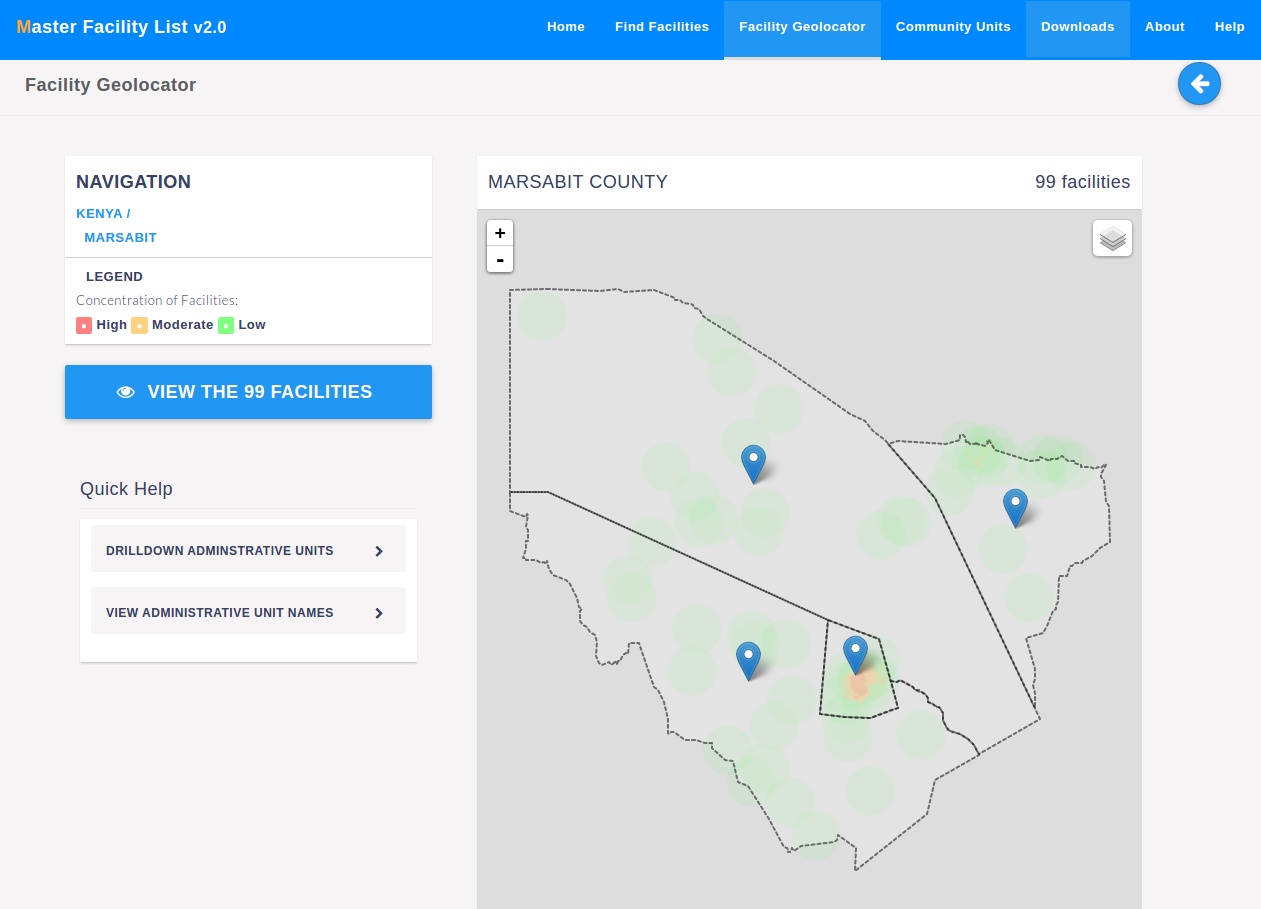 Master Facility List v2.0
Home Find Facilities Facility Geolocator Community Units Downloads About Help
Facility Geolocator
NAVIGATION
KENYA /
MARSABIT
LEGEND
Concentration of Facilities:
High Moderate Low
VIEW THE 99 FACILITIES
Quick Help
DRILLDOWN ADMINSTRATIVE UNITS
VIEW ADMINISTRATIVE UNIT NAMES
MARSABIT COUNTY 99 facilities
+
-